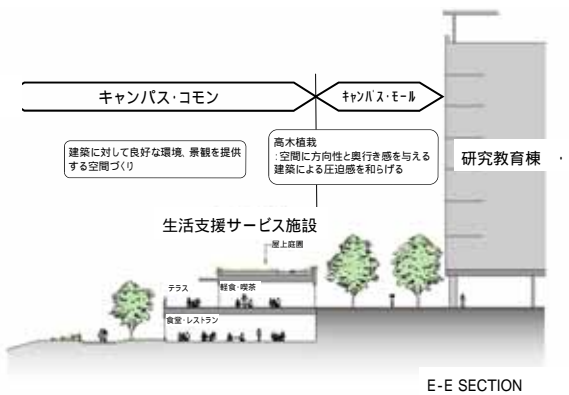 キャンパス・コモン
キャンパス・モール
建築に対して良好な環境、景観を提供
する空間づくり
高木植栽
：空間に方向性と奥行き感を与える
建築による圧迫感を和らげる
研究教育棟
生活支援サービス施設
屋上庭園
テラス
軽食・喫茶
食堂・レストラン
E-E SECTION